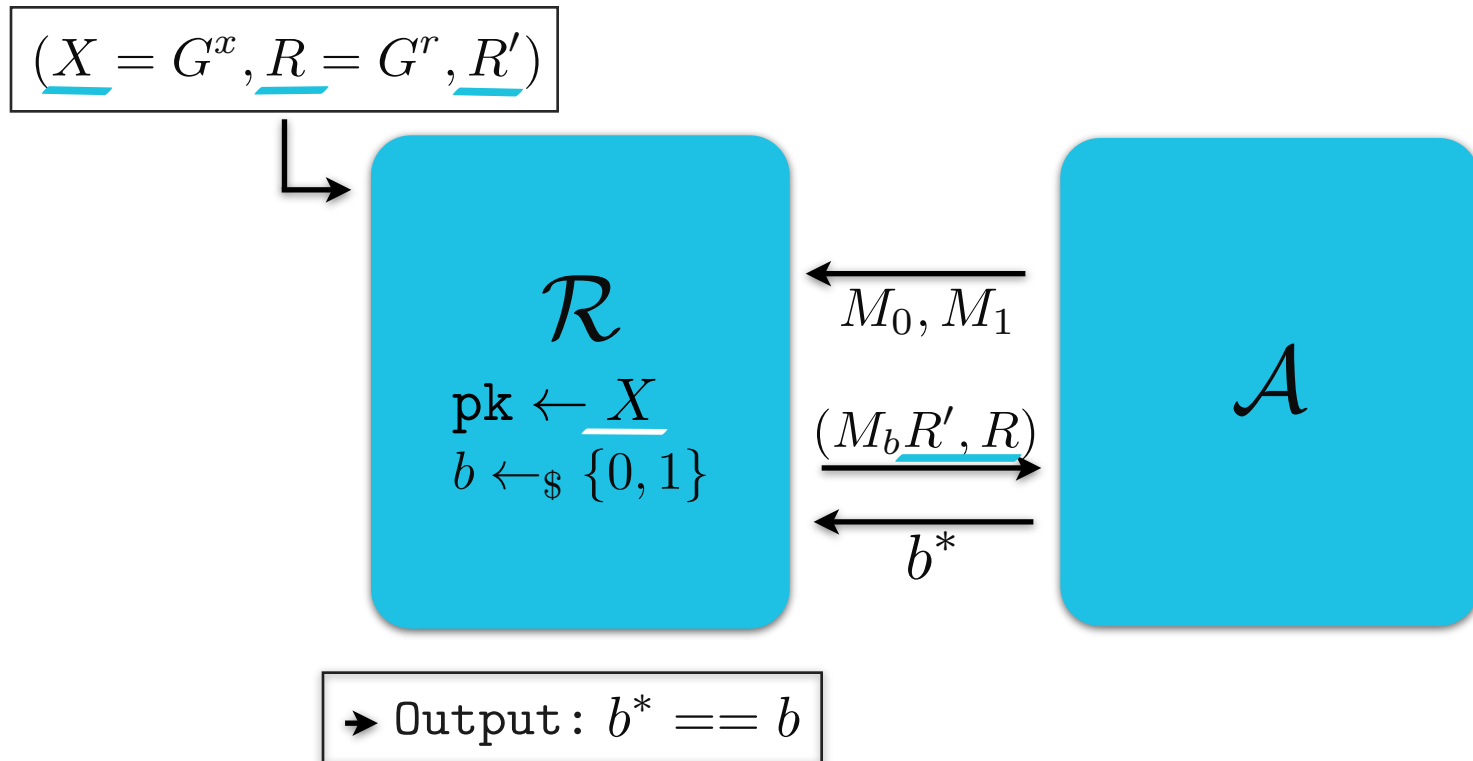 (X = G^x, R = G^r, R′)
ℛ
pk ← X
b ←_$ {0, 1}
M_0, M_1
(M_b R′, R)
b^*
𝒜
→ Output: b^* == b